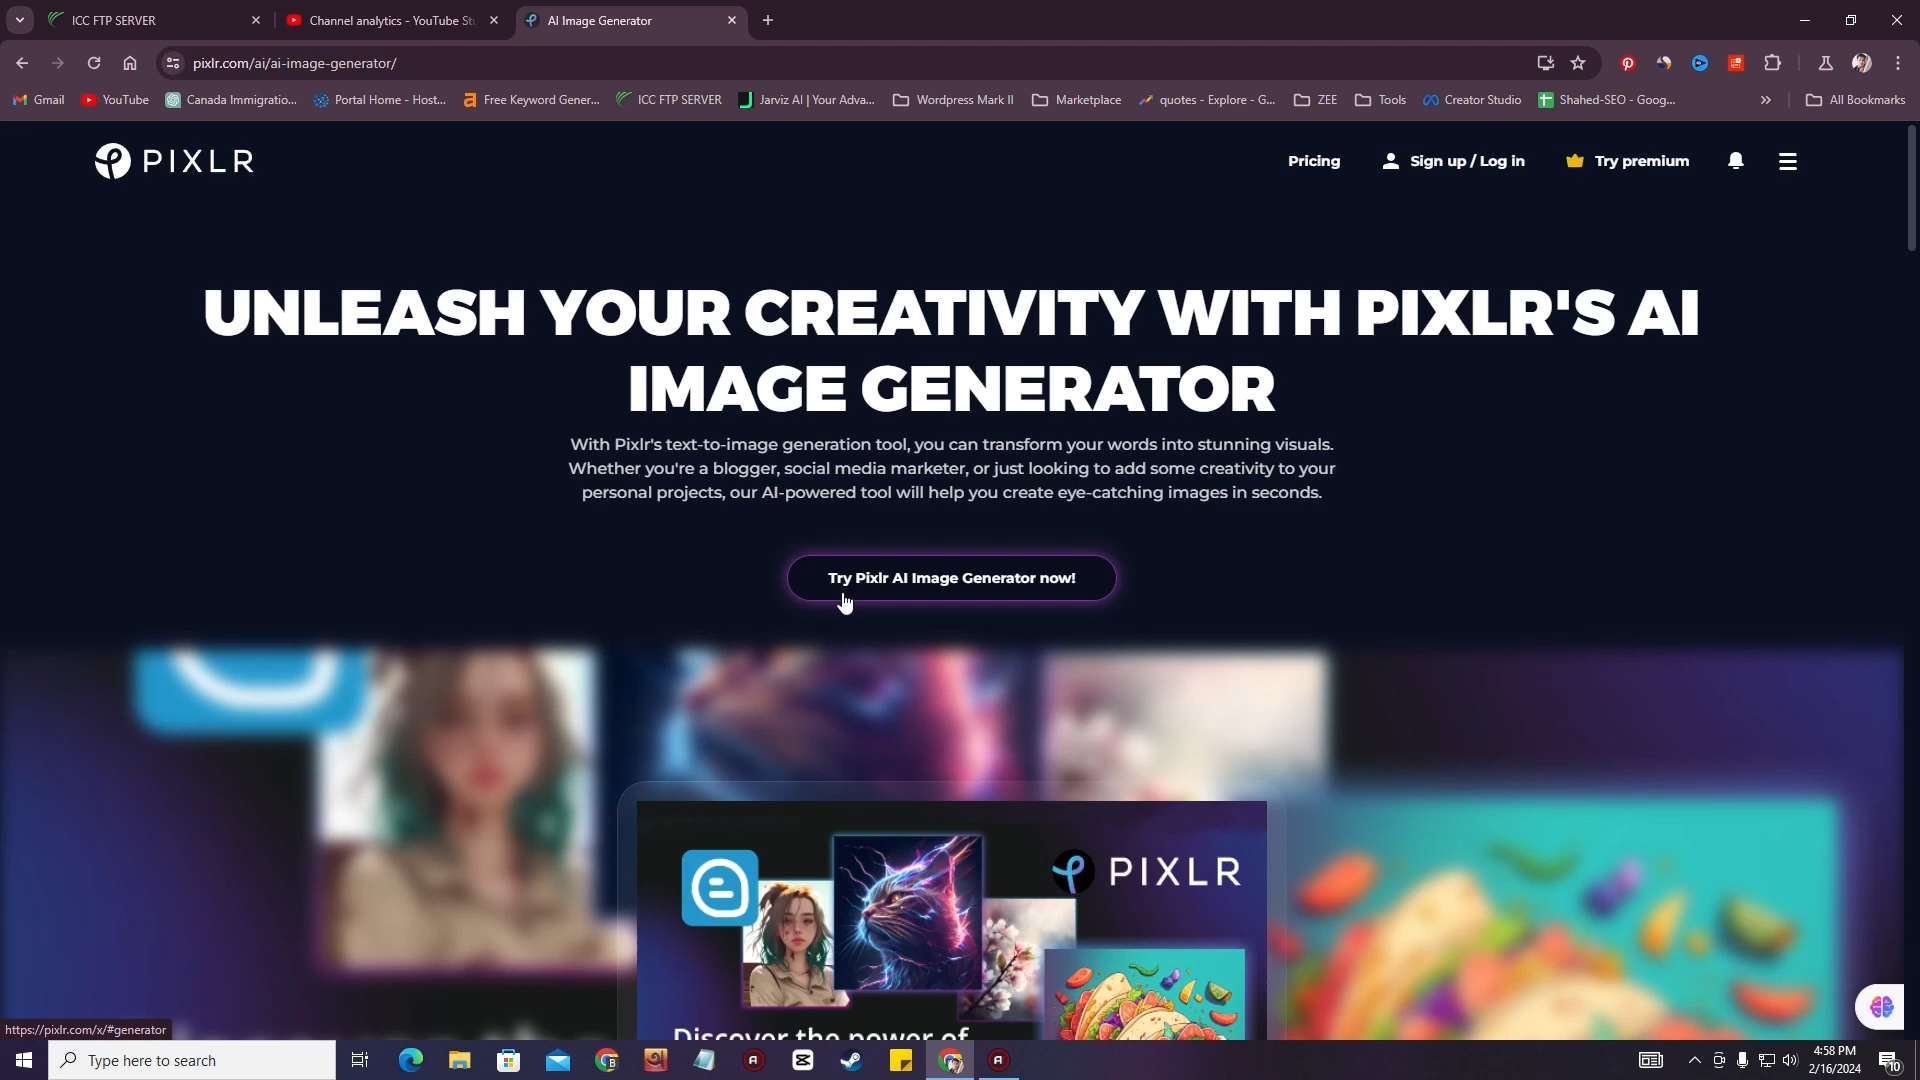 ICC FTP SERVER
Channel analytics - YouTube St
AI Image Generator
pixlr.com/ai/ai-image-generator/
Gmail
YouTube
Canada Immigratio...
Portal Home - Host...
Free Keyword Gener...
ICC FTP SERVER
Jarviz AI | Your Adva...
Wordpress Mark II
Marketplace
quotes - Explore - G...
ZEE
Tools
Creator Studio
Shahed-SEO - Goog...
All Bookmarks
PIXLR
Pricing
Sign up / Log in
Try premium
UNLEASH YOUR CREATIVITY WITH PIXLR'S AI
IMAGE GENERATOR
With Pixlr's text-to-image generation tool, you can transform your words into stunning visuals.
Whether you're a blogger, social media marketer, or just looking to add some creativity to your
personal projects, our AI-powered tool will help you create eye-catching images in seconds.
Try Pixlr AI Image Generator now!
PIXLR
Discover the power of
https://pixlr.com/x/#generator
Type here to search
4:58 PM
2/16/2024
10